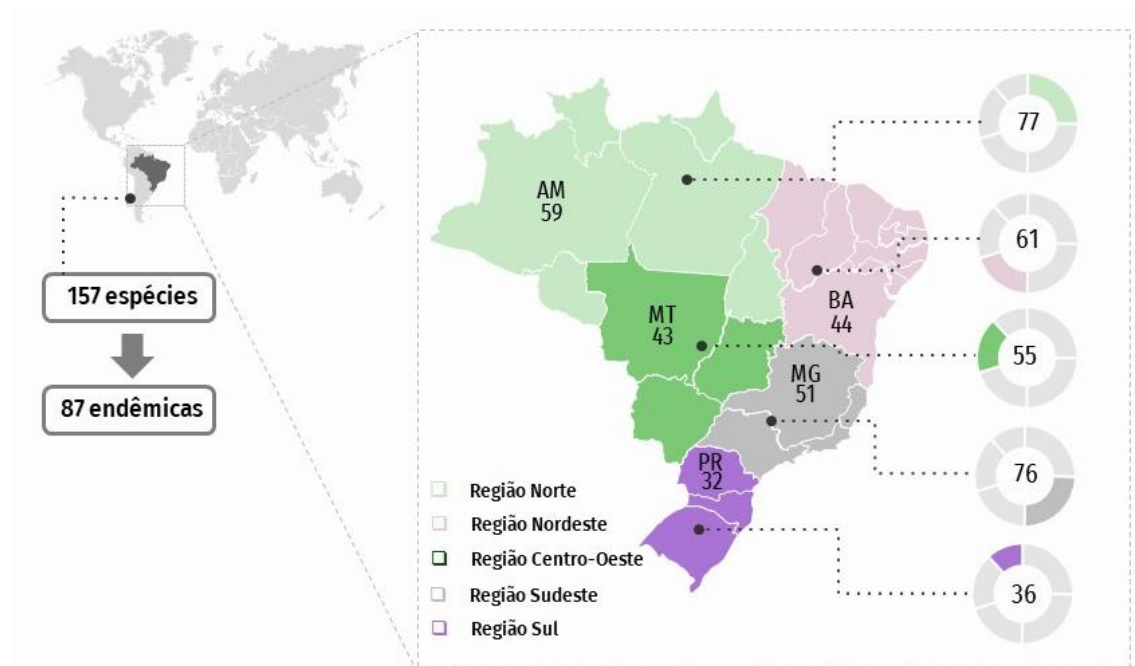 157 espécies
87 endêmicas
AM
59
MT
43
BA
44
MG
51
PR
32
77
61
55
76
36
Região Norte
Região Nordeste
Região Centro-Oeste
Região Sudeste
Região Sul